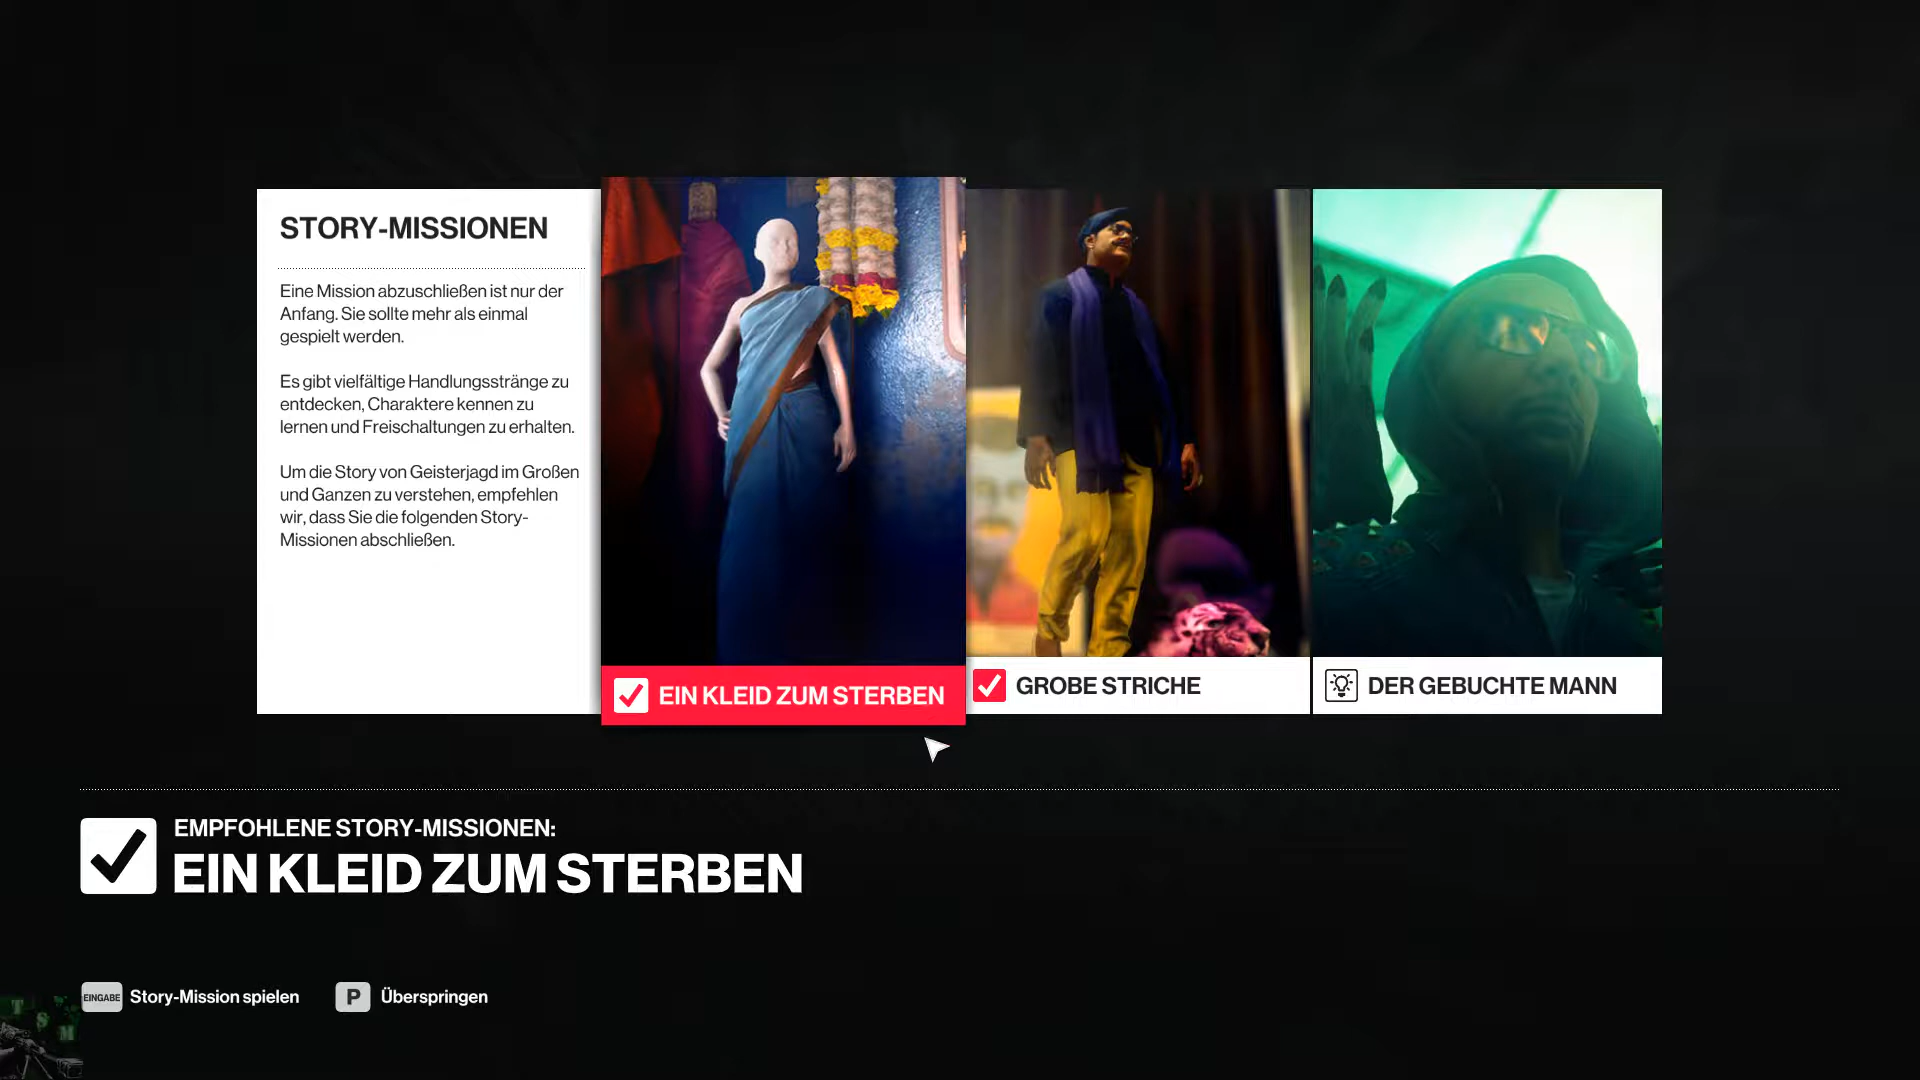 STORY-MISSIONEN
Eine Mission abzuschließen ist nur der
Anfang. Sie sollte mehr als einmal
gespielt werden.
Es gibt vielfältige Handlungsstränge zu
entdecken, Charaktere kennen zu
lernen und Freischaltungen zu erhalten.
Um die Story von Geisterjagd im Großen
und Ganzen zu verstehen, empfehlen
wir, dass Sie die folgenden Story-
Missionen abschließen.
EIN KLEID ZUM STERBEN
GROBE STRICHE
DER GEBUCHTE MANN
EMPFOHLENE STORY-MISSIONEN:
EIN KLEID ZUM STERBEN
EINGABE Story-Mission spielen
P Überspringen
T
S
M